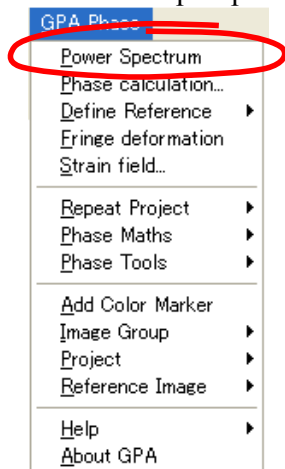 GPA Phase
Power Spectrum
Phase calculation...
Define Reference
Fringe deformation
Strain field...
Repeat Project
Phase Maths
Phase Tools
Add Color Marker
Image Group
Project
Reference Image
Help
About GPA